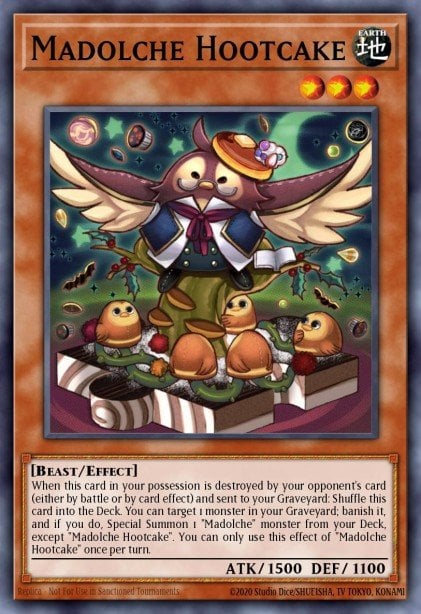 Madolche Hootcake
EARTH
地
[Beast/Effect]
When this card in your possession is destroyed by your opponent's card
(either by battle or by card effect) and sent to your Graveyard: Shuffle this
card into the Deck. You can target 1 monster in your Graveyard; banish it,
and if you do, Special Summon 1 "Madolche" monster from your Deck,
except "Madolche Hootcake". You can only use this effect of "Madolche
Hootcake" once per turn.
ATK/1500 DEF/1100
Replica - Not For Use in Sanctioned Tournaments
©2020 Studio Dice/SHUEISHA, TV TOKYO, KONAMI